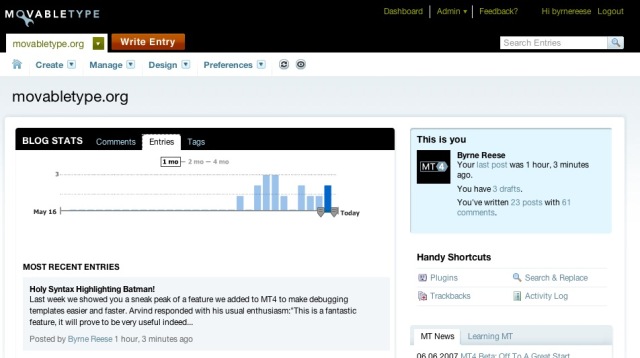 MOVABLETYPE
Dashboard Admin Feedback? Hi byrnereese Logout
movabletype.org Write Entry Search Entries
Create Manage Design Preferences
movabletype.org
BLOG STATS Comments Entries Tags
1 mo – 2 mo – 4 mo
3
May 16 Today
MOST RECENT ENTRIES
Holy Syntax Highlighting Batman!
Last week we showed you a sneak peak of a feature we added to MT4 to make debugging
templates easier and faster. Arvind responded with his usual enthusiasm:"This is a fantastic
feature, it will prove to be very useful indeed...
Posted by Byrne Reese 1 hour, 3 minutes ago
This is you
MT4
Byrne Reese
Your last post was 1 hour, 3 minutes
ago.
You have 3 drafts.
You've written 23 posts with 61
comments.
Handy Shortcuts
Plugins Search & Replace
Trackbacks Activity Log
MT News Learning MT
06.06.2007 MT4 Beta: Off To A Great Start